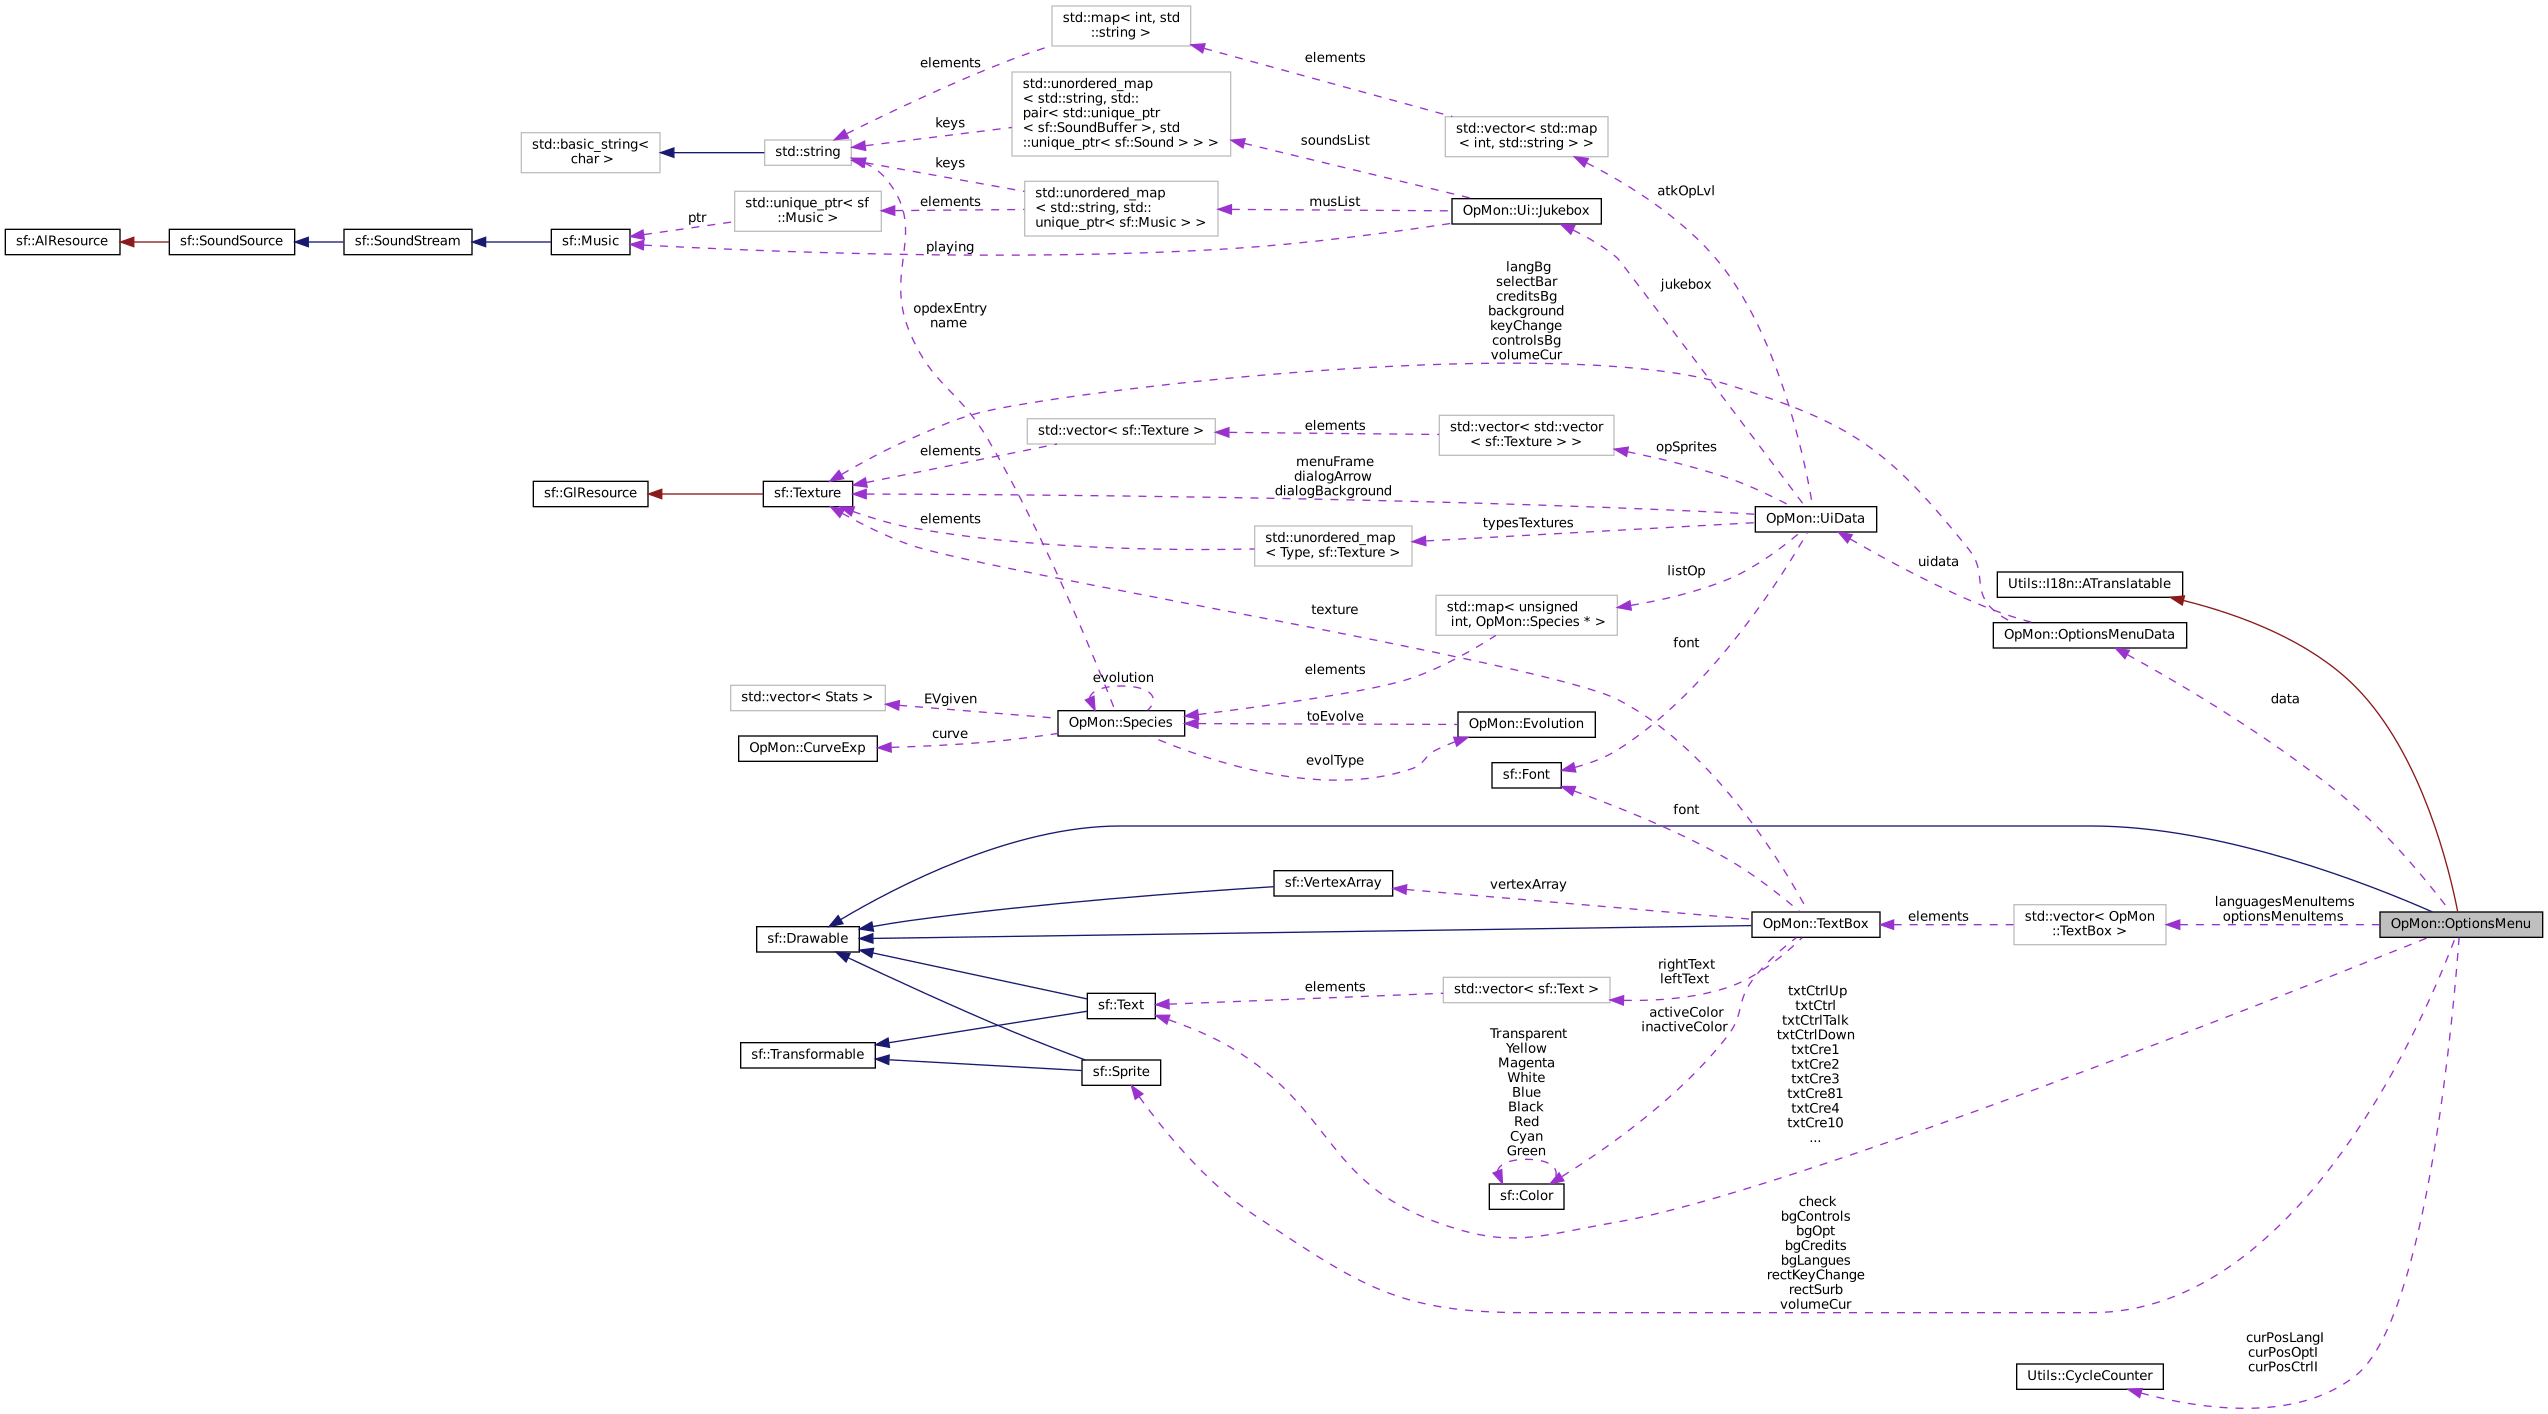 std::map< int, std
::string >
elements
elements
std::unordered_map
< std::string, std::
pair< std::unique_ptr
< sf::SoundBuffer >, std
::unique_ptr< sf::Sound > > >
keys
soundsList
std::vector< std::map
< int, std::string > >
std::basic_string<
char >
std::string
keys
std::unordered_map
< std::string, std::
unique_ptr< sf::Music > >
elements
musList
atkOpLvl
std::unique_ptr< sf
::Music >
ptr
OpMon::Ui::Jukebox
sf::AlResource
sf::SoundSource
sf::SoundStream
sf::Music
playing
jukebox
langBg
selectBar
creditsBg
background
keyChange
controlsBg
volumeCur
opdexEntry
name
std::vector< sf::Texture >
elements
std::vector< std::vector
< sf::Texture > >
opSprites
elements
menuFrame
dialogArrow
dialogBackground
sf::GlResource
sf::Texture
elements
typesTextures
OpMon::UiData
std::unordered_map
< Type, sf::Texture >
uidata
listOp
Utils::I18n::ATranslatable
texture
std::map< unsigned
int, OpMon::Species * >
font
OpMon::OptionsMenuData
elements
evolution
std::vector< Stats >
EVgiven
data
OpMon::Species
toEvolve
OpMon::Evolution
curve
OpMon::CurveExp
evolType
sf::Font
font
sf::VertexArray
vertexArray
sf::Drawable
OpMon::TextBox
elements
std::vector< OpMon
::TextBox >
languagesMenuItems
optionsMenuItems
OpMon::OptionsMenu
rightText
leftText
std::vector< sf::Text >
elements
sf::Text
activeColor
inactiveColor
sf::Transformable
sf::Sprite
Transparent
Yellow
Magenta
White
Blue
Black
Red
Cyan
Green
sf::Color
txtCtrlUp
txtCtrl
txtCtrlTalk
txtCtrlDown
txtCre1
txtCre2
txtCre3
txtCre81
txtCre4
txtCre10
...
check
bgControls
bgOpt
bgCredits
bgLangues
rectKeyChange
rectSurb
volumeCur
curPosLangI
curPosOptI
curPosCtrlI
Utils::CycleCounter